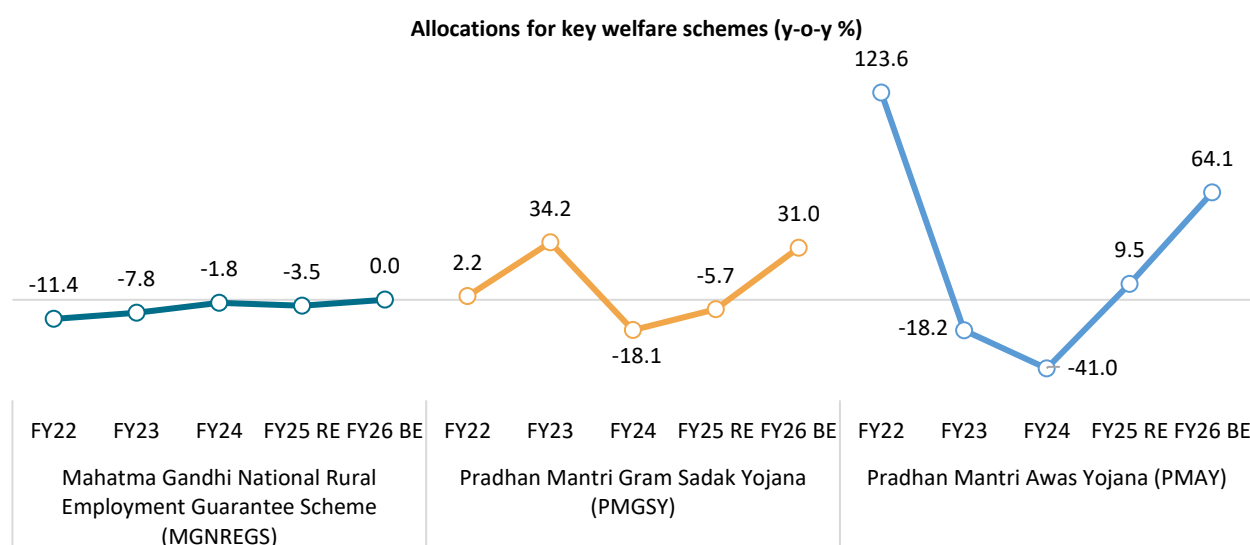 Allocations for key welfare schemes (y-o-y %)
123.6
64.1
34.2
31.0
9.5
2.2
0.0
-1.8
-3.5
-5.7
-7.8
-11.4
-18.2
-18.1
-41.0
FY22 FY23 FY24 FY25 RE FY26 BE FY22 FY23 FY24 FY25 RE FY26 BE FY22 FY23 FY24 FY25 RE FY26 BE
Mahatma Gandhi National Rural
Employment Guarantee Scheme
(MGNREGS)
Pradhan Mantri Gram Sadak Yojana
(PMGSY)
Pradhan Mantri Awas Yojana (PMAY)